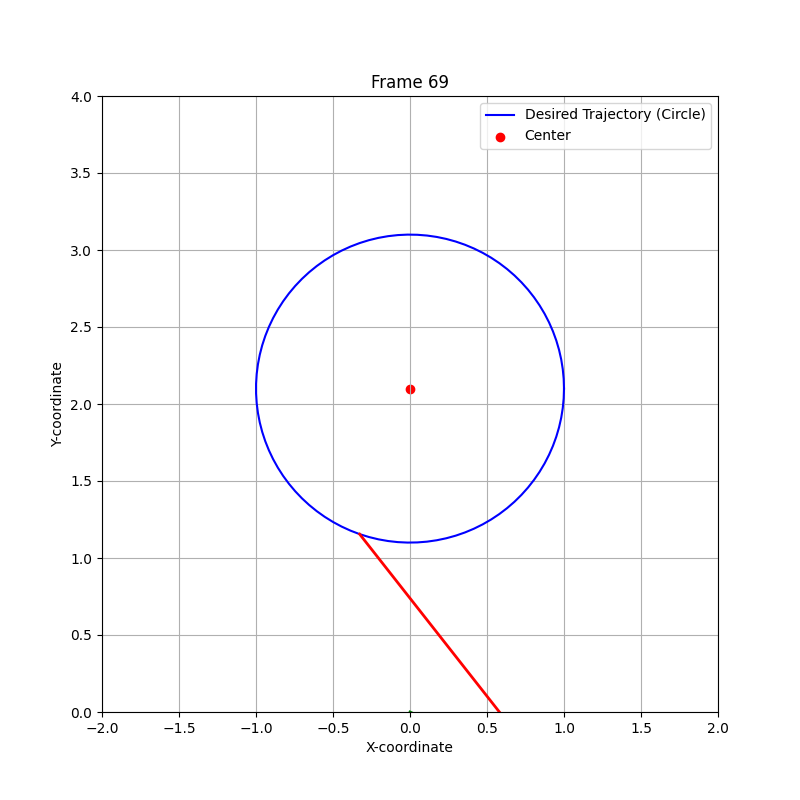 Frame 69
Desired Trajectory (Circle)
Center
4.0
3.5
3.0
2.5
2.0
1.5
1.0
0.5
0.0
Y-coordinate
−2.0 −1.5 −1.0 −0.5 0.0 0.5 1.0 1.5 2.0
X-coordinate